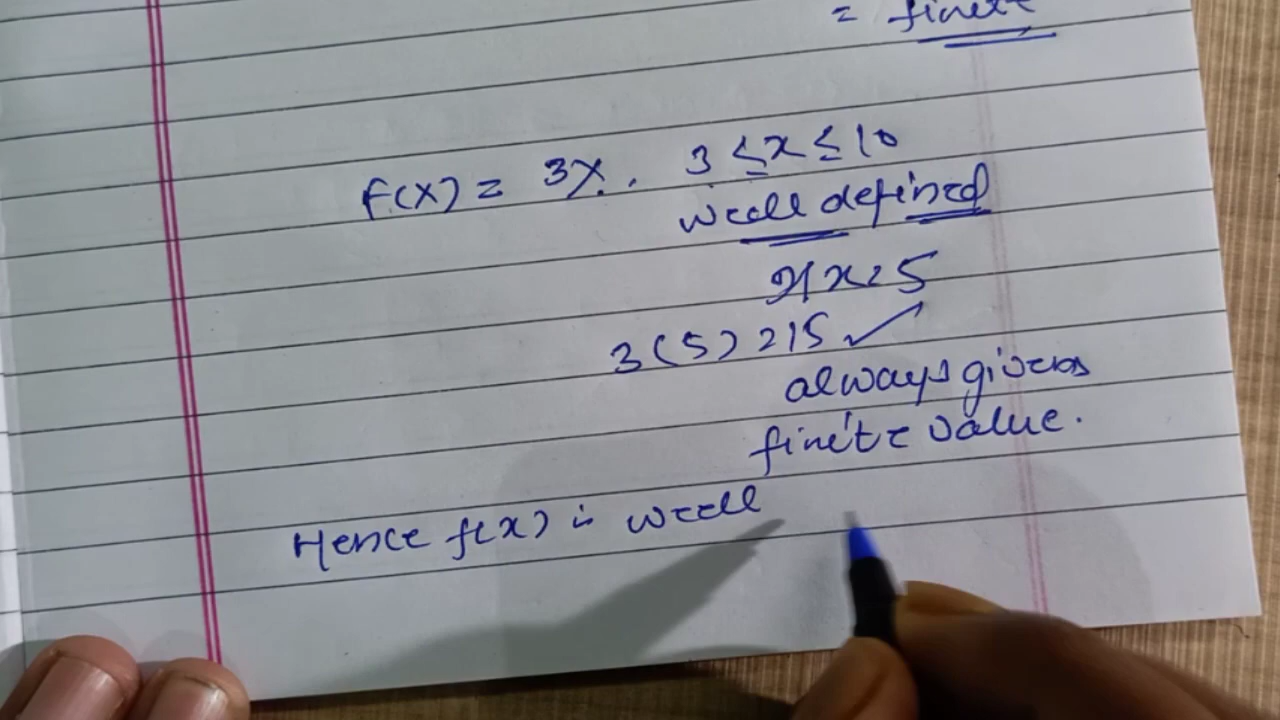 = finite
f(x) = 3x, 3 ≤ x ≤ 10
well defined
if x = 5
3(5) = 15 ✓
always gives
finite value.
Hence f(x) is well